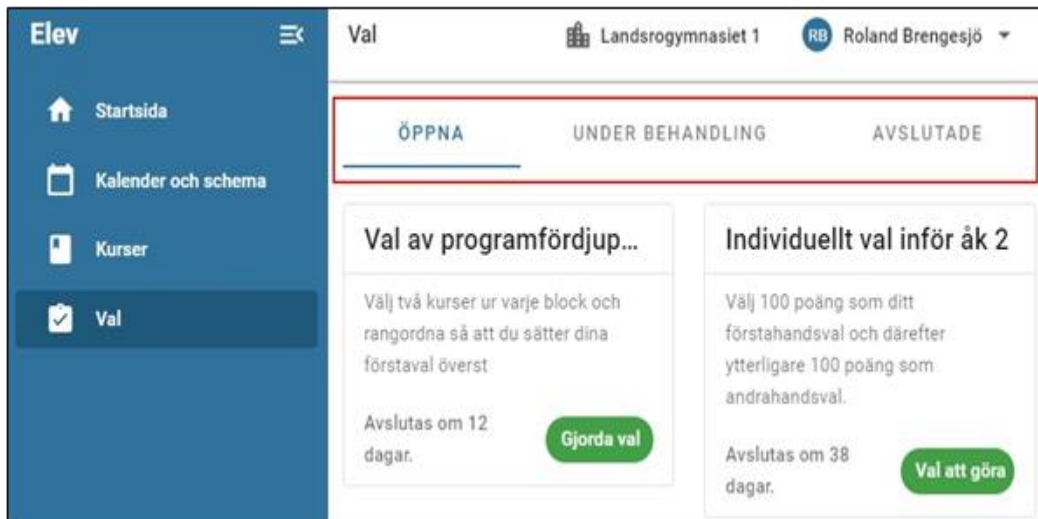 Elev
Startsida
Kalender och schema
Kurser
Val
Val
Landsrogymnasiet 1
RB
Roland Brengesjö
ÖPPNA
UNDER BEHANDLING
AVSLUTADE
Val av programfördjup...
Välj två kurser ur varje block och
rangordna så att du sätter dina
förstaval överst
Avslutas om 12
dagar.
Gjorda val
Individuellt val inför åk 2
Välj 100 poäng som ditt
förstahandsval och därefter
ytterligare 100 poäng som
andrahandsval.
Avslutas om 38
dagar.
Val att göra